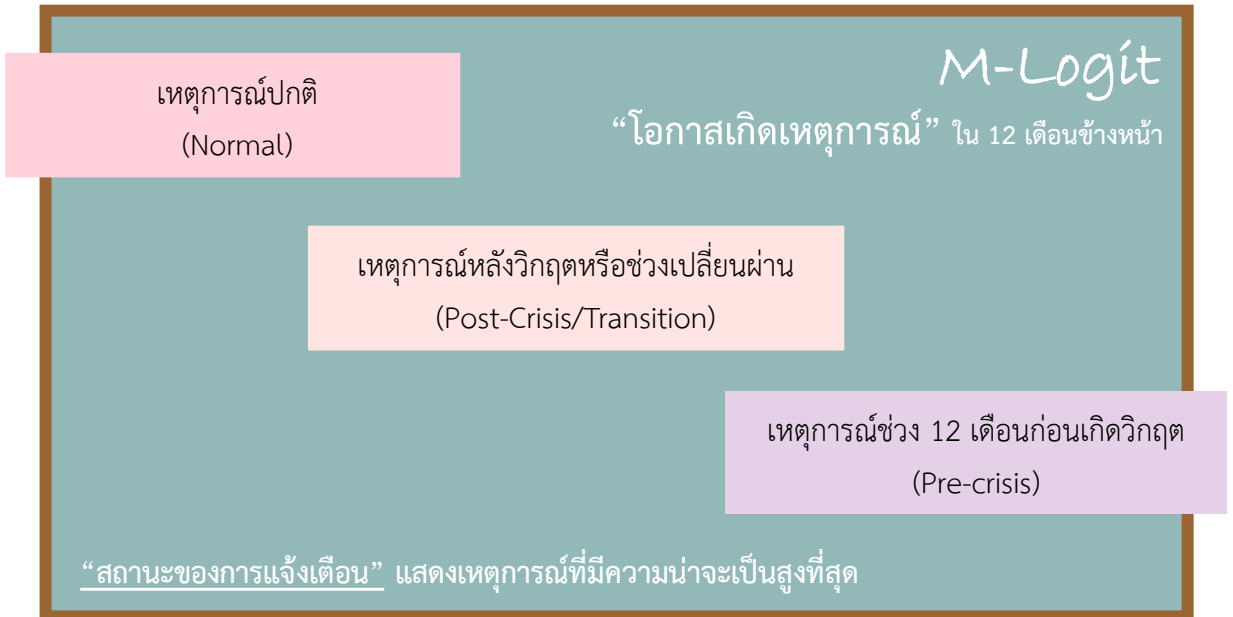 M-Logit
“โอกาสเกิดเหตุการณ์” ใน 12 เดือนข้างหน้า
เหตุการณ์ปกติ
(Normal)
เหตุการณ์หลังวิกฤตหรือช่วงเปลี่ยนผ่าน
(Post-Crisis/Transition)
เหตุการณ์ช่วง 12 เดือนก่อนเกิดวิกฤต
(Pre-crisis)
“สถานะของการแจ้งเตือน” แสดงเหตุการณ์ที่มีความน่าจะเป็นสูงที่สุด